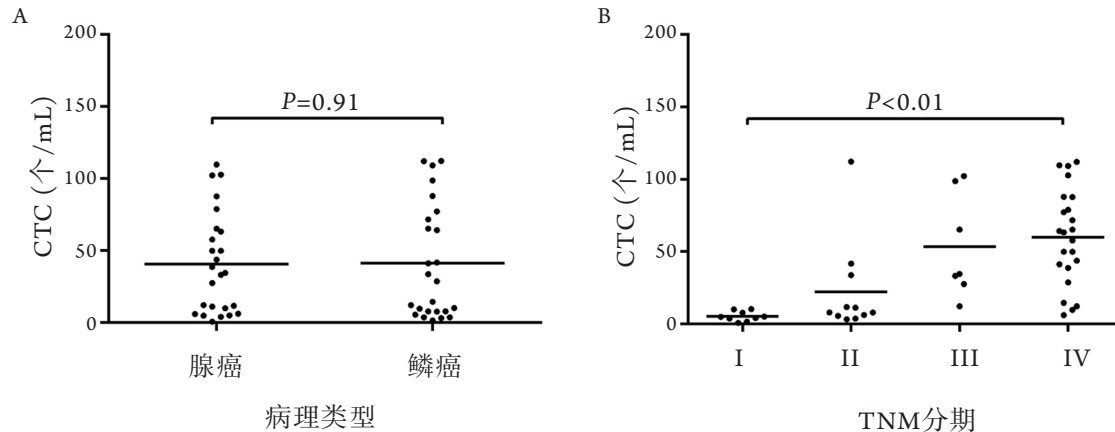 A
CTC (个/mL)
200
150
100
50
0
P=0.91
腺癌
鳞癌
病理类型
B
CTC (个/mL)
200
150
100
50
0
P<0.01
I
II
III
IV
TNM分期